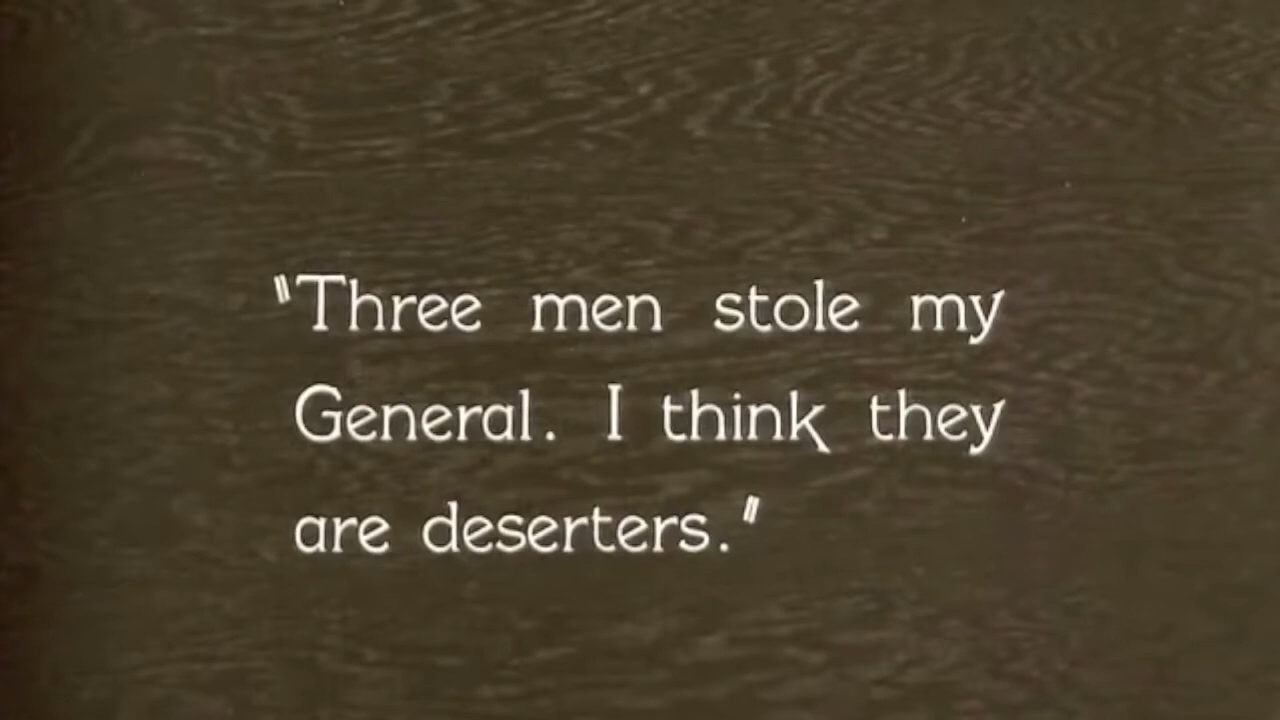 "Three men stole my
General. I think they
are deserters."